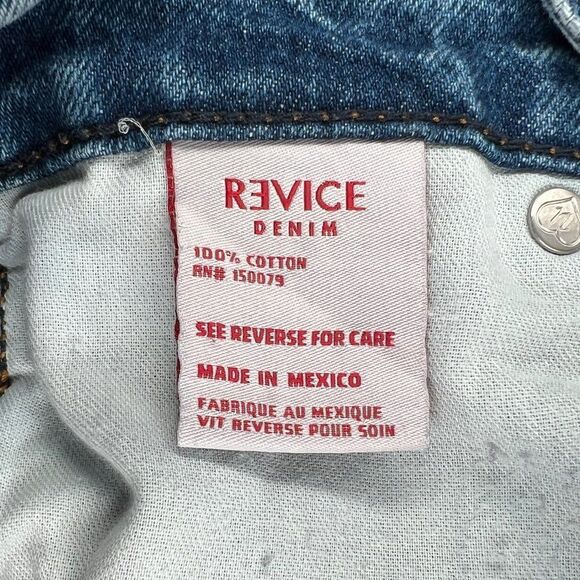 REVICE
DENIM
100% COTTON
RN# 150079
SEE REVERSE FOR CARE
MADE IN MEXICO
FABRIQUE AU MEXIQUE
VIT REVERSE POUR SOIN